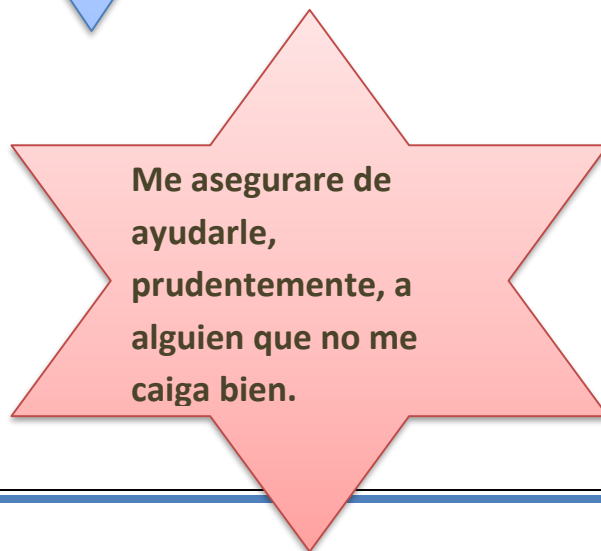 Me asegurare de
ayudarle,
prudentemente, a
alguien que no me
caiga bien.